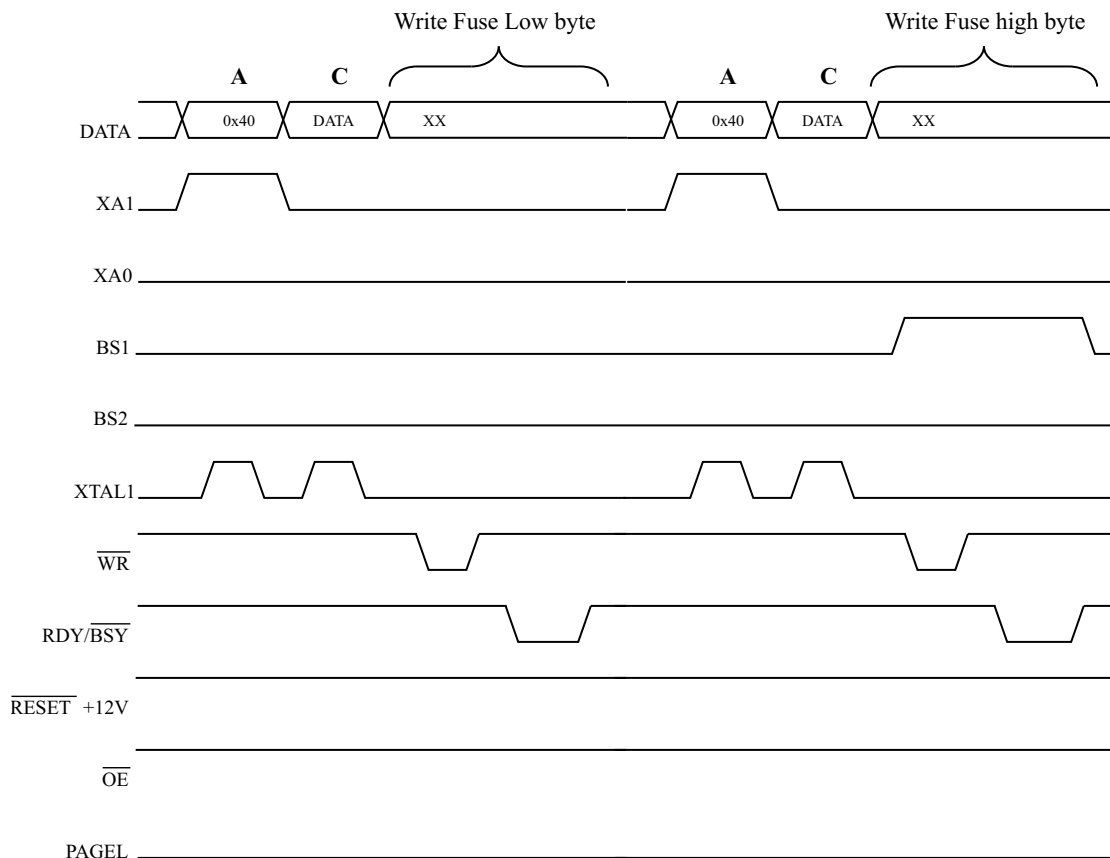 Write Fuse Low byte Write Fuse high byte
A C A C
DATA 0x40 DATA XX 0x40 DATA XX
XA1
XA0
BS1
BS2
XTAL1
WR
RDY/BSY
RESET +12V
OE
PAGEL